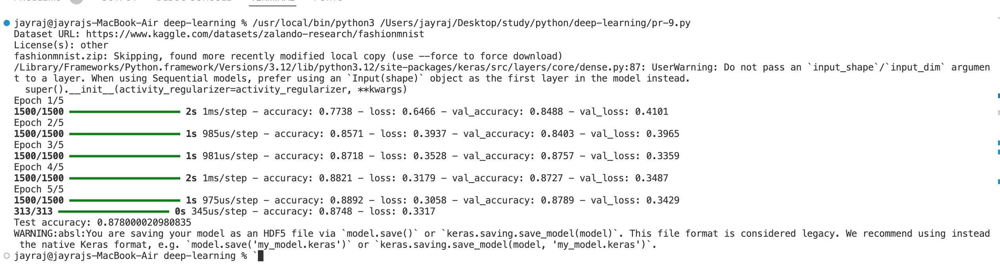 jayraj@jayrajs-MacBook-Air deep-learning % /usr/local/bin/python3 /Users/jayraj/Desktop/study/python/deep-learning/pr-9.py
Dataset URL: https://www.kaggle.com/datasets/zalando-research/fashionmnist
License(s): other
fashionmnist.zip: Skipping, found more recently modified local copy (use --force to force download)
/Library/Frameworks/Python.framework/Versions/3.12/lib/python3.12/site-packages/keras/src/layers/core/dense.py:87: UserWarning: Do not pass an `input_shape`/`input_dim` argumen
t to a layer. When using Sequential models, prefer using an `Input(shape)` object as the first layer in the model instead.
  super().__init__(activity_regularizer=activity_regularizer, **kwargs)
Epoch 1/5
1500/1500 2s 1ms/step - accuracy: 0.7738 - loss: 0.6466 - val_accuracy: 0.8488 - val_loss: 0.4101
Epoch 2/5
1500/1500 1s 985us/step - accuracy: 0.8571 - loss: 0.3937 - val_accuracy: 0.8403 - val_loss: 0.3965
Epoch 3/5
1500/1500 1s 981us/step - accuracy: 0.8718 - loss: 0.3528 - val_accuracy: 0.8757 - val_loss: 0.3359
Epoch 4/5
1500/1500 2s 1ms/step - accuracy: 0.8821 - loss: 0.3179 - val_accuracy: 0.8727 - val_loss: 0.3487
Epoch 5/5
1500/1500 1s 975us/step - accuracy: 0.8892 - loss: 0.3058 - val_accuracy: 0.8789 - val_loss: 0.3429
313/313 0s 345us/step - accuracy: 0.8748 - loss: 0.3317
Test accuracy: 0.878000020980835
WARNING:absl:You are saving your model as an HDF5 file via `model.save()` or `keras.saving.save_model(model)`. This file format is considered legacy. We recommend using instead
 the native Keras format, e.g. `model.save('my_model.keras')` or `keras.saving.save_model(model, 'my_model.keras')`.
jayraj@jayrajs-MacBook-Air deep-learning % `